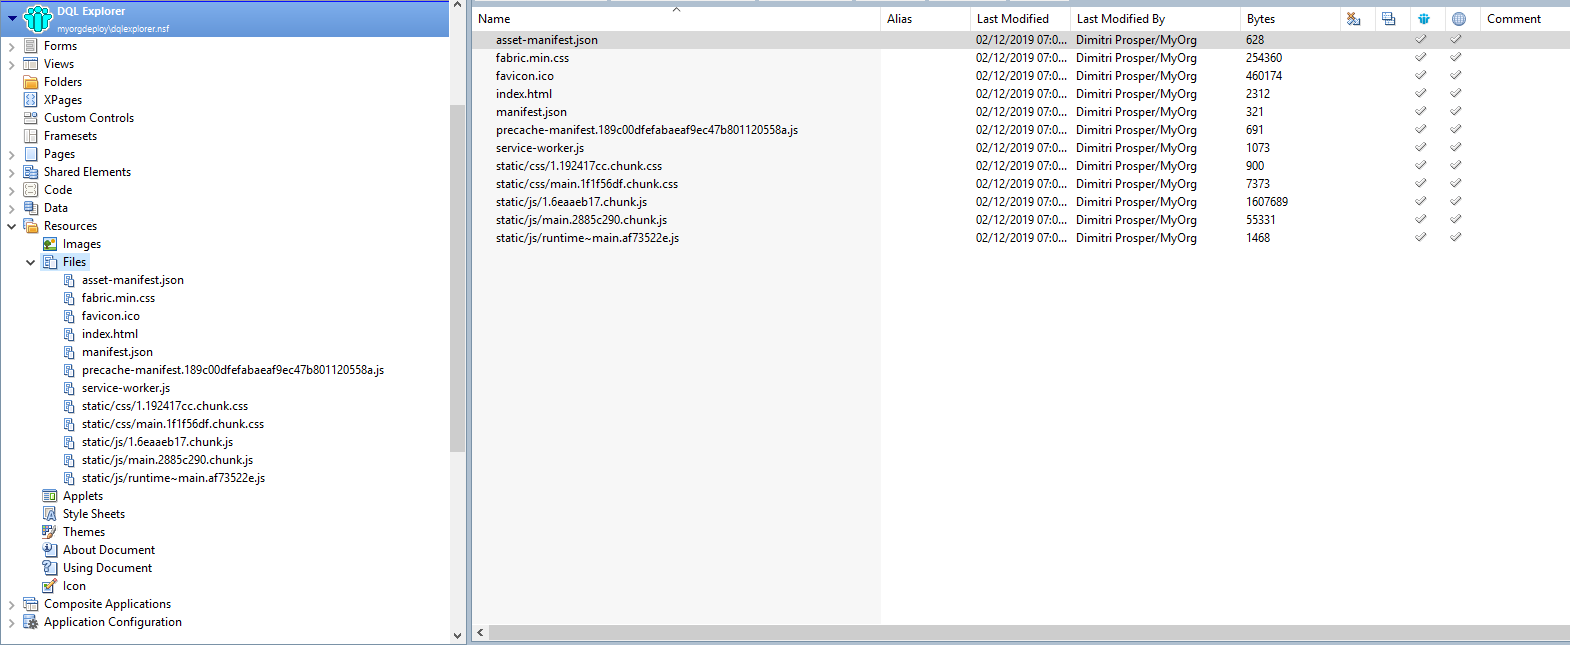 DQL Explorer
myorgdeploy\dqlexplorer.nsf
Forms
Views
Folders
XPages
Custom Controls
Framesets
Pages
Shared Elements
Code
Data
Resources
Images
Files
asset-manifest.json
fabric.min.css
favicon.ico
index.html
manifest.json
precache-manifest.189c00dfefabaeaf9ec47b801120558a.js
service-worker.js
static/css/1.192417cc.chunk.css
static/css/main.1f1f56df.chunk.css
static/js/1.6eaaeb17.chunk.js
static/js/main.2885c290.chunk.js
static/js/runtime~main.af73522e.js
Applets
Style Sheets
Themes
About Document
Using Document
Icon
Composite Applications
Application Configuration
Name Alias Last Modified Last Modified By Bytes Comment
asset-manifest.json 02/12/2019 07:0... Dimitri Prosper/MyOrg 628
fabric.min.css 02/12/2019 07:0... Dimitri Prosper/MyOrg 254360
favicon.ico 02/12/2019 07:0... Dimitri Prosper/MyOrg 460174
index.html 02/12/2019 07:0... Dimitri Prosper/MyOrg 2312
manifest.json 02/12/2019 07:0... Dimitri Prosper/MyOrg 321
precache-manifest.189c00dfefabaeaf9ec47b801120558a.js 02/12/2019 07:0... Dimitri Prosper/MyOrg 691
service-worker.js 02/12/2019 07:0... Dimitri Prosper/MyOrg 1073
static/css/1.192417cc.chunk.css 02/12/2019 07:0... Dimitri Prosper/MyOrg 900
static/css/main.1f1f56df.chunk.css 02/12/2019 07:0... Dimitri Prosper/MyOrg 7373
static/js/1.6eaaeb17.chunk.js 02/12/2019 07:0... Dimitri Prosper/MyOrg 1607689
static/js/main.2885c290.chunk.js 02/12/2019 07:0... Dimitri Prosper/MyOrg 55331
static/js/runtime~main.af73522e.js 02/12/2019 07:0... Dimitri Prosper/MyOrg 1468